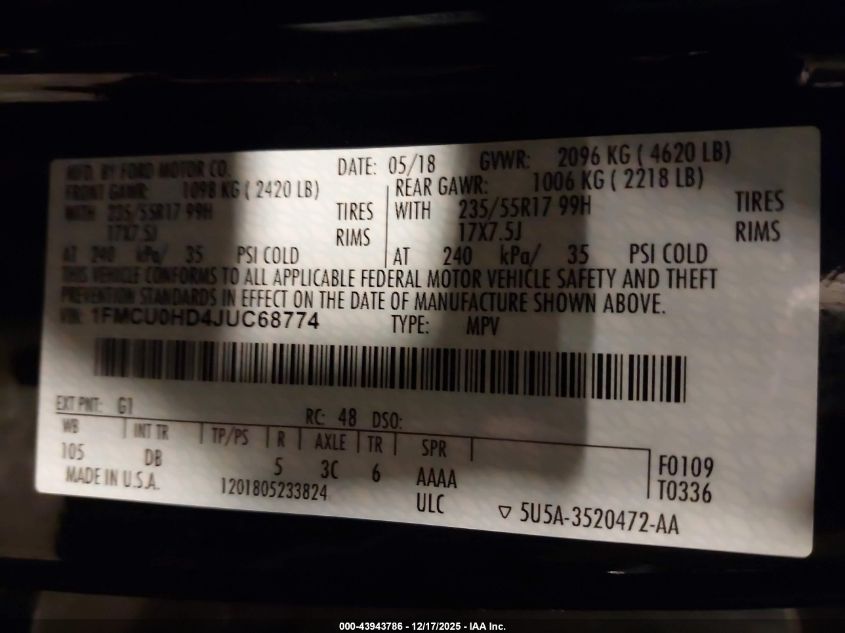 MFD. BY FORD MOTOR CO. DATE: 05/18 GVWR: 2096 KG ( 4620 LB)
FRONT GAWR: 1098 KG ( 2420 LB) REAR GAWR: 1006 KG ( 2218 LB)
WITH 235/55R17 99H TIRES WITH 235/55R17 99H TIRES
17X7.5J RIMS 17X7.5J RIMS
AT 240 kPa/ 35 PSI COLD AT 240 kPa/ 35 PSI COLD
THIS VEHICLE CONFORMS TO ALL APPLICABLE FEDERAL MOTOR VEHICLE SAFETY AND THEFT
PREVENTION STANDARDS IN EFFECT ON THE DATE OF MANUFACTURE SHOWN ABOVE.
VIN: 1FMCU0HD4JUC68774 TYPE: MPV
EXT PNT: G1 RC: 48 DSO:
WB INT TR TP/PS R AXLE TR SPR F0109
105 DB 5 3C 6 AAAA T0336
MADE IN U.S.A. 1201805233824 ULC ▽ 5U5A-3520472-AA
000-43943786 - 12/17/2025 - IAA Inc.